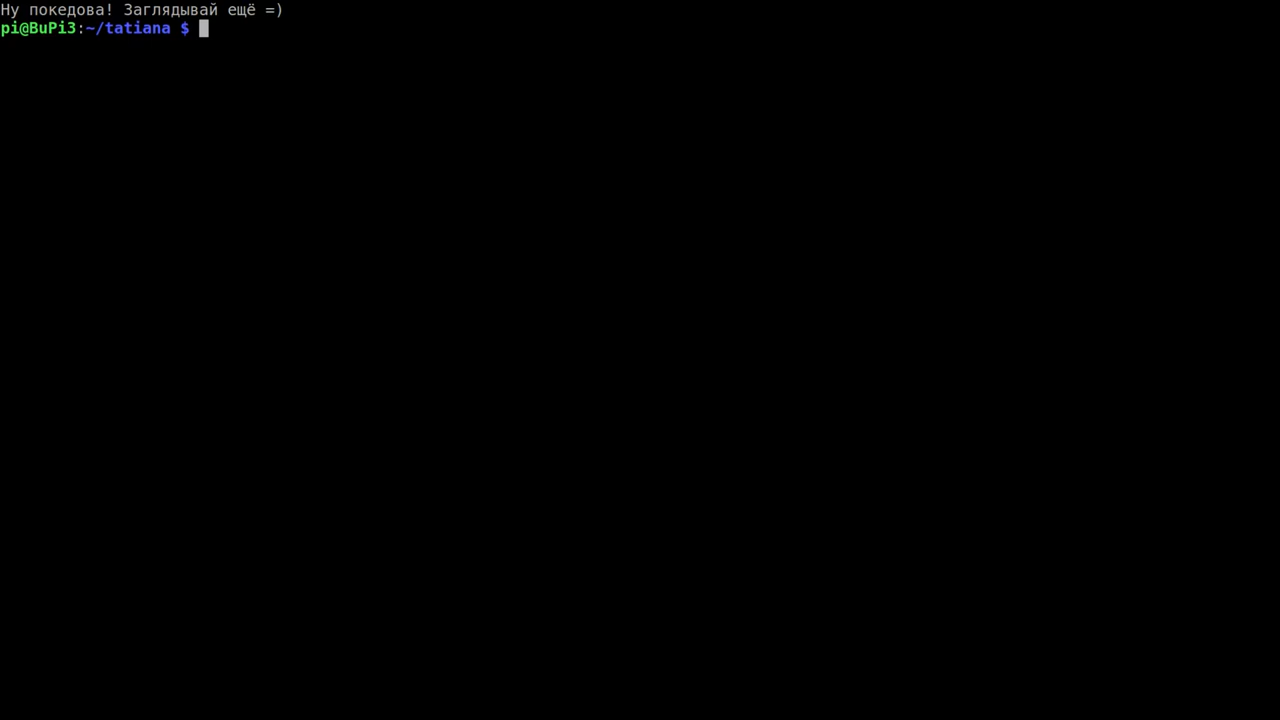 Ну покедова! Заглядывай ещё =)
pi@BuPi3:~/tatiana $